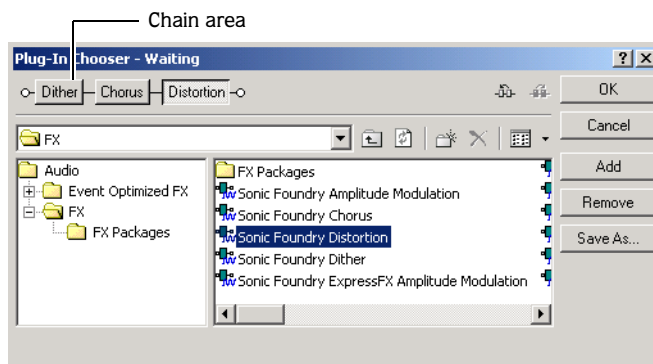 Chain area
Plug-In Chooser - Waiting
Dither Chorus Distortion OK
FX Cancel
Audio
Event Optimized FX
FX
FX Packages
FX Packages
Sonic Foundry Amplitude Modulation
Sonic Foundry Chorus
Sonic Foundry Distortion
Sonic Foundry Dither
Sonic Foundry ExpressFX Amplitude Modulation
Add
Remove
Save As...